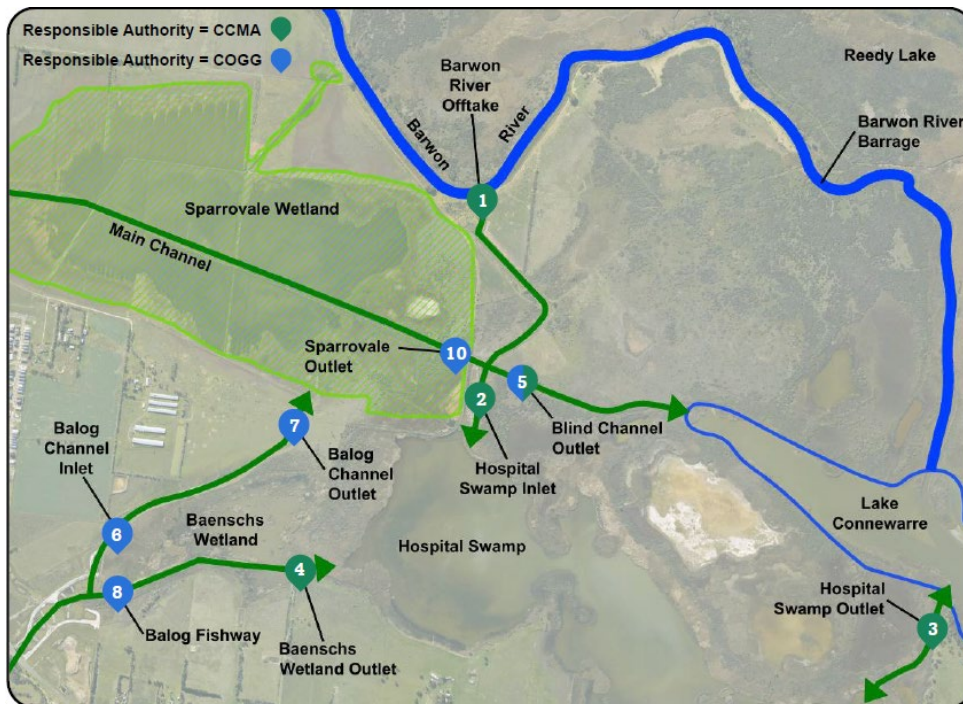 Responsible Authority = CCMA
Responsible Authority = COGG
Barwon
River
Offtake
Reedy Lake
Barwon
River
Barwon River
Barrage
1
Sparrovale Wetland
Main Channel
Sparrovale
Outlet
10
5
2
Blind Channel
Outlet
Balog
Channel
Inlet
7
Balog
Channel
Outlet
Hospital
Swamp Inlet
Lake
Connewarre
6
Baenschs
Wetland
Hospital Swamp
4
8
Balog Fishway
Baenschs
Wetland Outlet
Hospital
Swamp Outlet
3